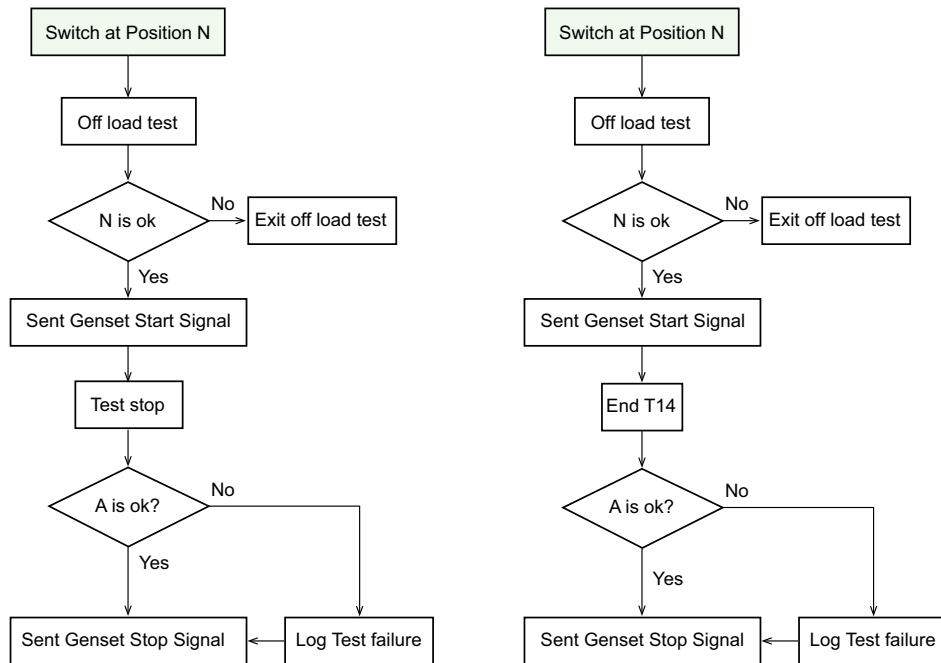 Switch at Position N
Off load test
N is ok
No
Exit off load test
Yes
Sent Genset Start Signal
Test stop
A is ok?
No
Yes
Sent Genset Stop Signal
Log Test failure
Switch at Position N
Off load test
N is ok
No
Exit off load test
Yes
Sent Genset Start Signal
End T14
A is ok?
No
Yes
Sent Genset Stop Signal
Log Test failure